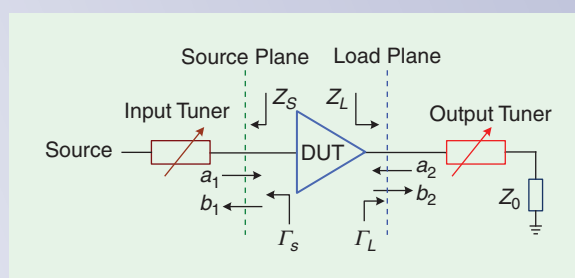 Source Plane Load Plane
Z_S Z_L
Input Tuner Output Tuner
Source DUT
a_1 a_2
b_1 b_2
Z_0
Γ_s Γ_L